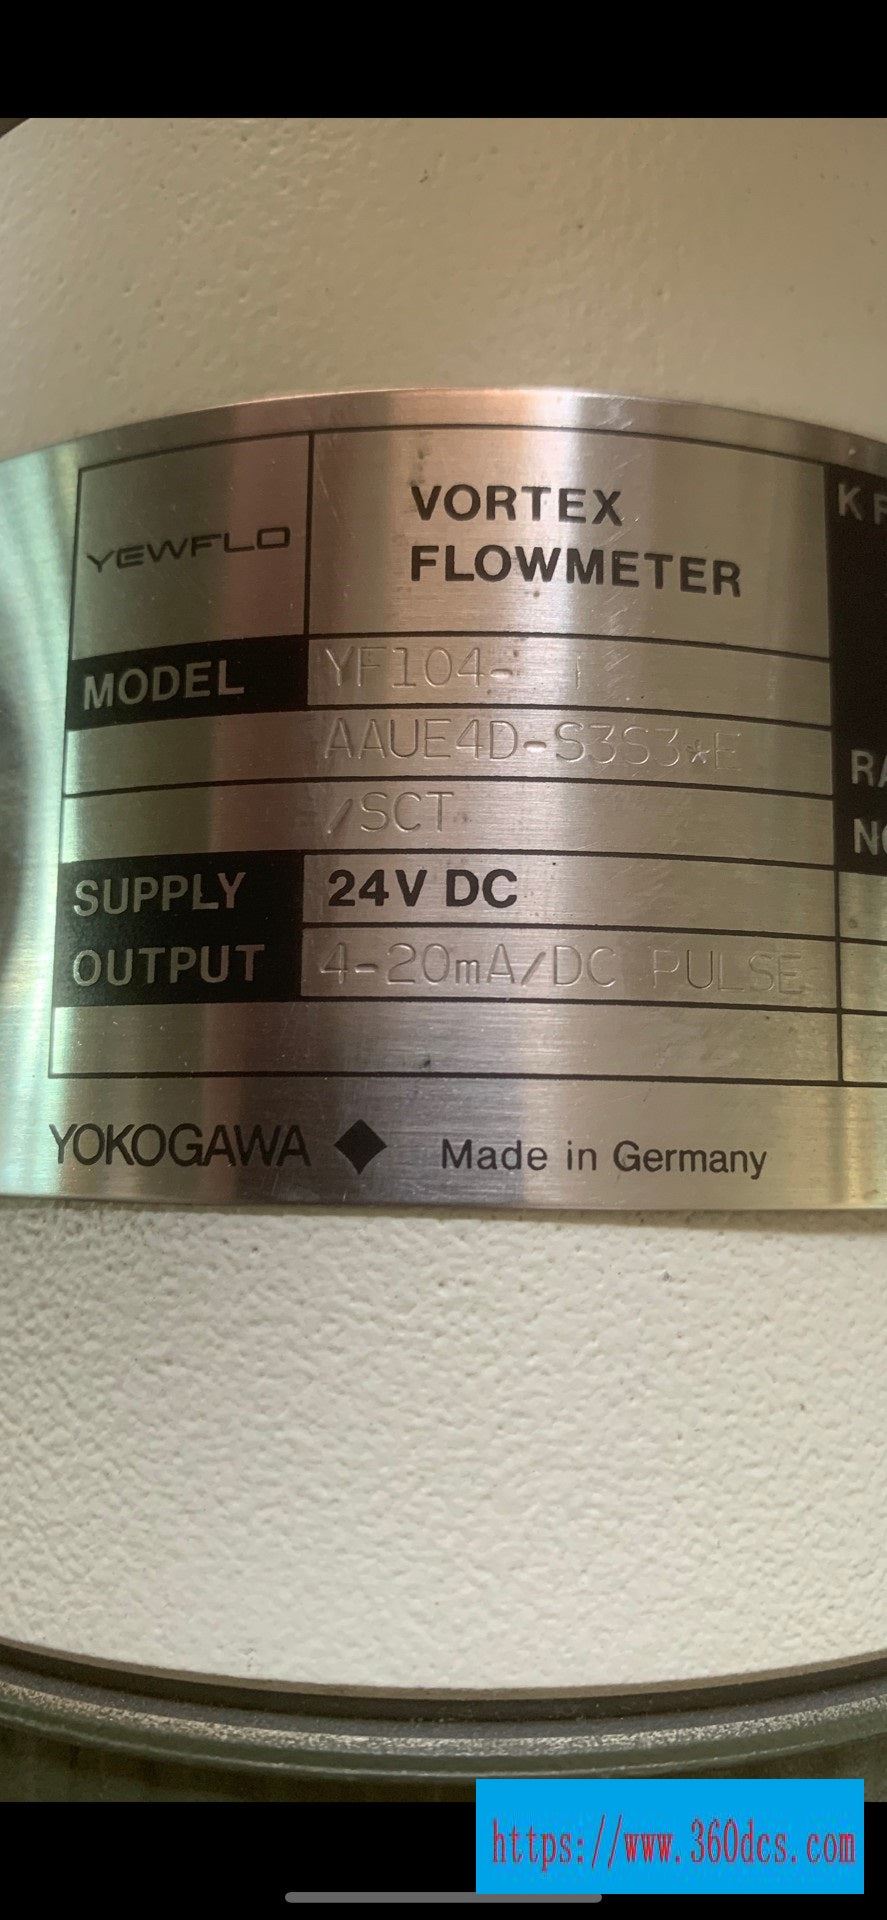 YEWFLO
VORTEX
FLOWMETER
MODEL
YF104-
AAUE4D-S3S3*E
/SCT
SUPPLY
24V DC
OUTPUT
4-20mA/DC PULSE
YOKOGAWA
Made in Germany
https://www.360dcs.com